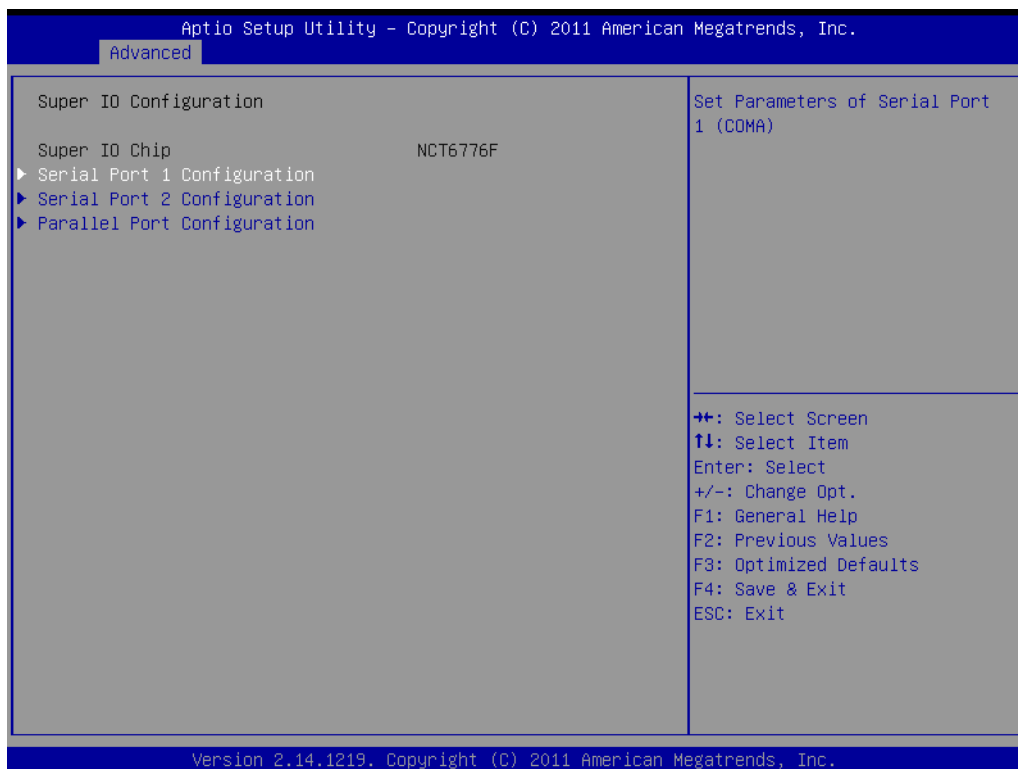 Aptio Setup Utility – Copyright (C) 2011 American Megatrends, Inc.
Advanced
Super IO Configuration
Super IO Chip NCT6776F
▶ Serial Port 1 Configuration
▶ Serial Port 2 Configuration
▶ Parallel Port Configuration
Set Parameters of Serial Port
1 (COMA)
→←: Select Screen
↑↓: Select Item
Enter: Select
+/-: Change Opt.
F1: General Help
F2: Previous Values
F3: Optimized Defaults
F4: Save & Exit
ESC: Exit
Version 2.14.1219. Copyright (C) 2011 American Megatrends, Inc.